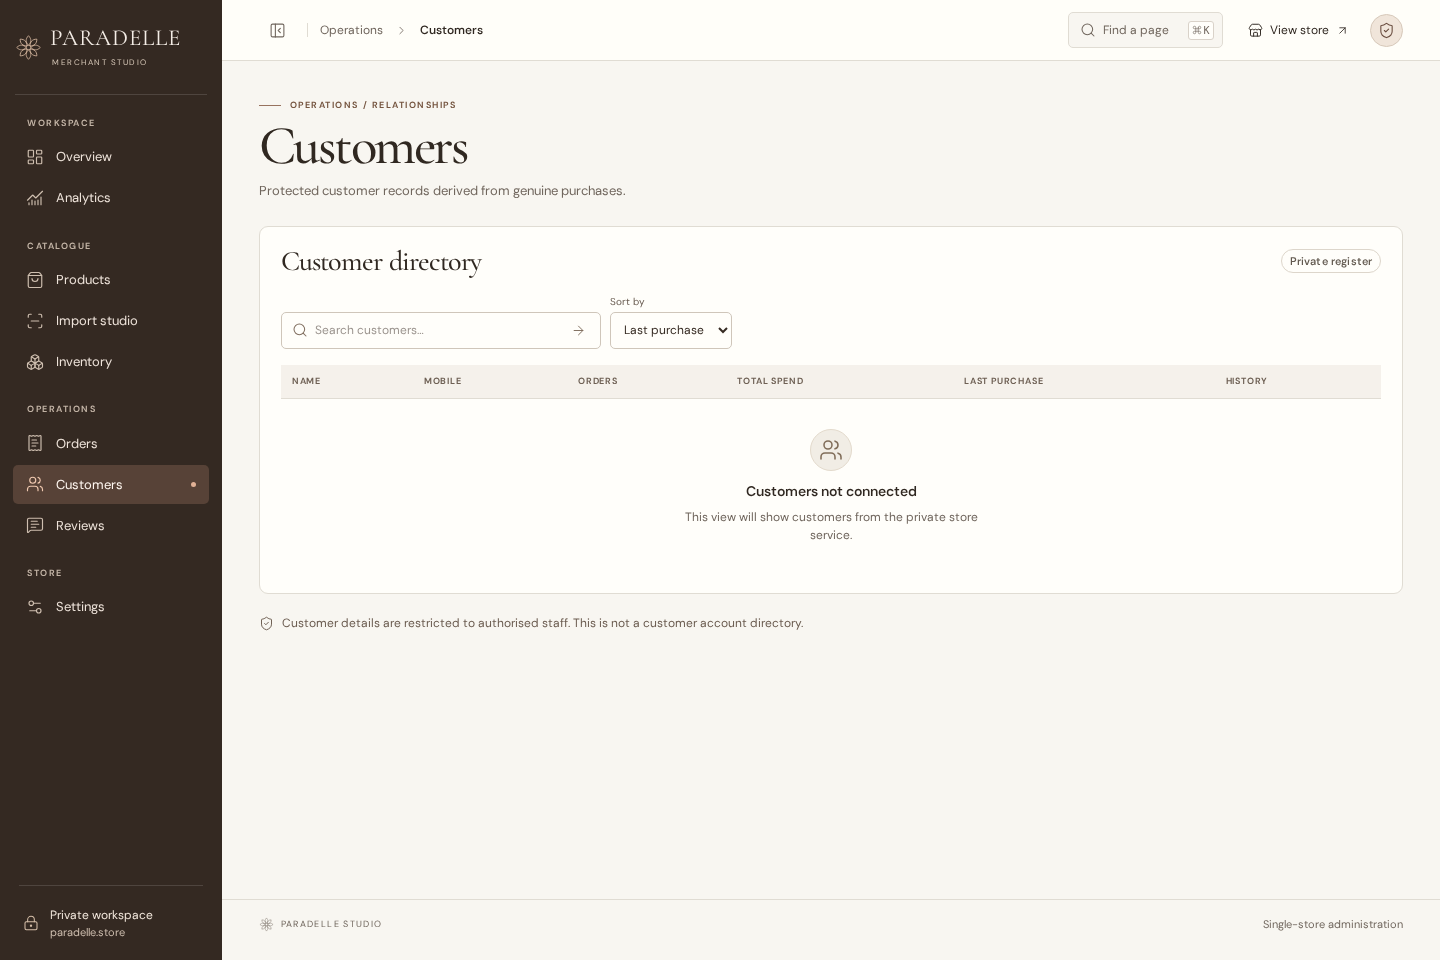 PARADELLE
MERCHANT STUDIO
WORKSPACE
Overview
Analytics
CATALOGUE
Products
Import studio
Inventory
OPERATIONS
Orders
Customers
Reviews
STORE
Settings
Private workspace
paradelle.store
Operations
Customers
Find a page
⌘K
View store
OPERATIONS / RELATIONSHIPS
Customers
Protected customer records derived from genuine purchases.
Customer directory
Private register
Sort by
Search customers…
Last purchase
NAME MOBILE ORDERS TOTAL SPEND LAST PURCHASE HISTORY
Customers not connected
This view will show customers from the private store
service.
Customer details are restricted to authorised staff. This is not a customer account directory.
PARADELLE STUDIO
Single-store administration